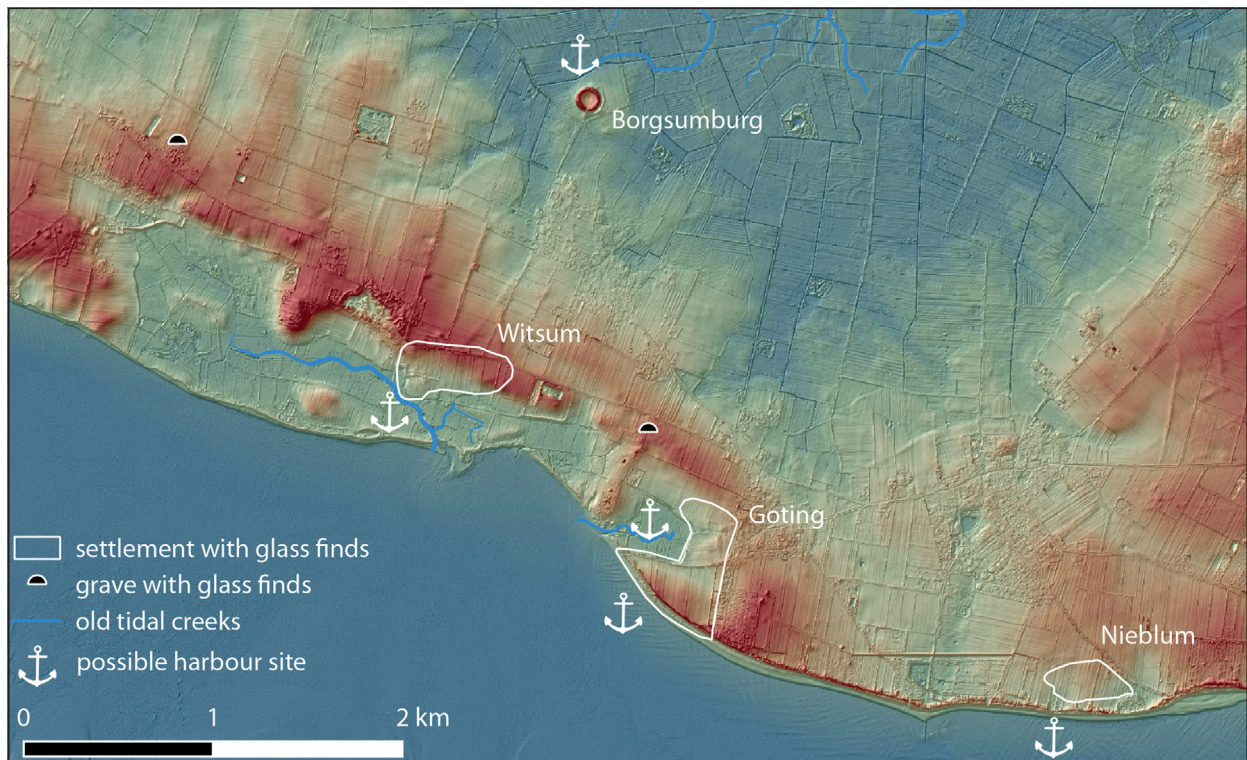 Borgsumburg
Witsum
Goting
Nieblum
settlement with glass finds
grave with glass finds
old tidal creeks
possible harbour site
0 1 2 km